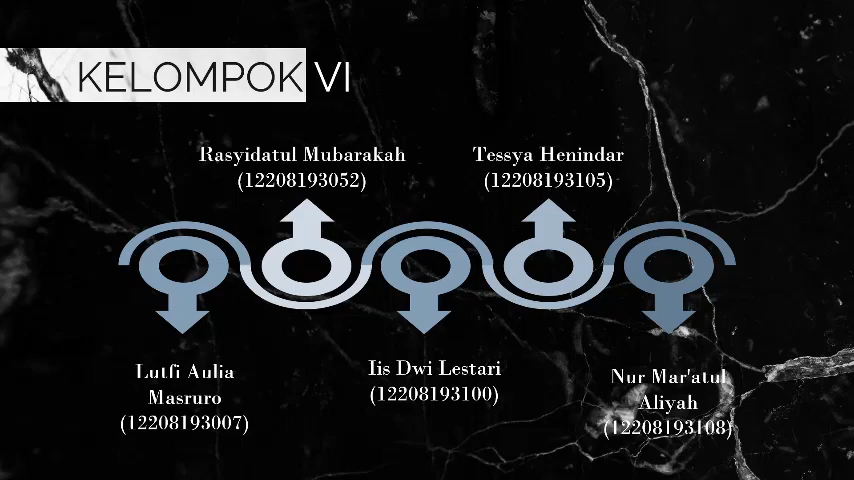 KELOMPOK VI
Rasyidatul Mubarakah
(12208193052)
Tessya Henindar
(12208193105)
Lutfi Aulia
Masruro
(12208193007)
Iis Dwi Lestari
(12208193100)
Nur Mar'atul
Aliyah
(12208193108)